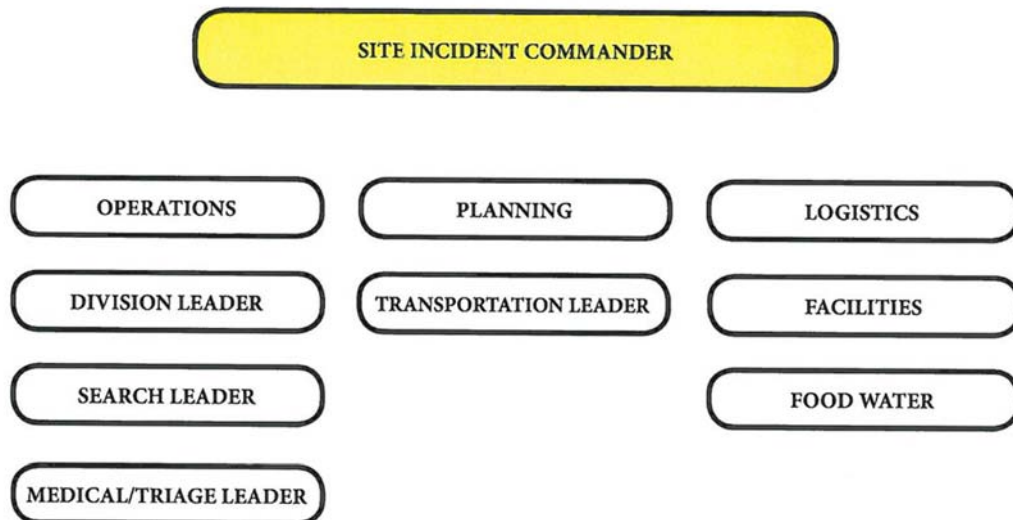 SITE INCIDENT COMMANDER
OPERATIONS
PLANNING
LOGISTICS
DIVISION LEADER
TRANSPORTATION LEADER
FACILITIES
SEARCH LEADER
FOOD WATER
MEDICAL/TRIAGE LEADER